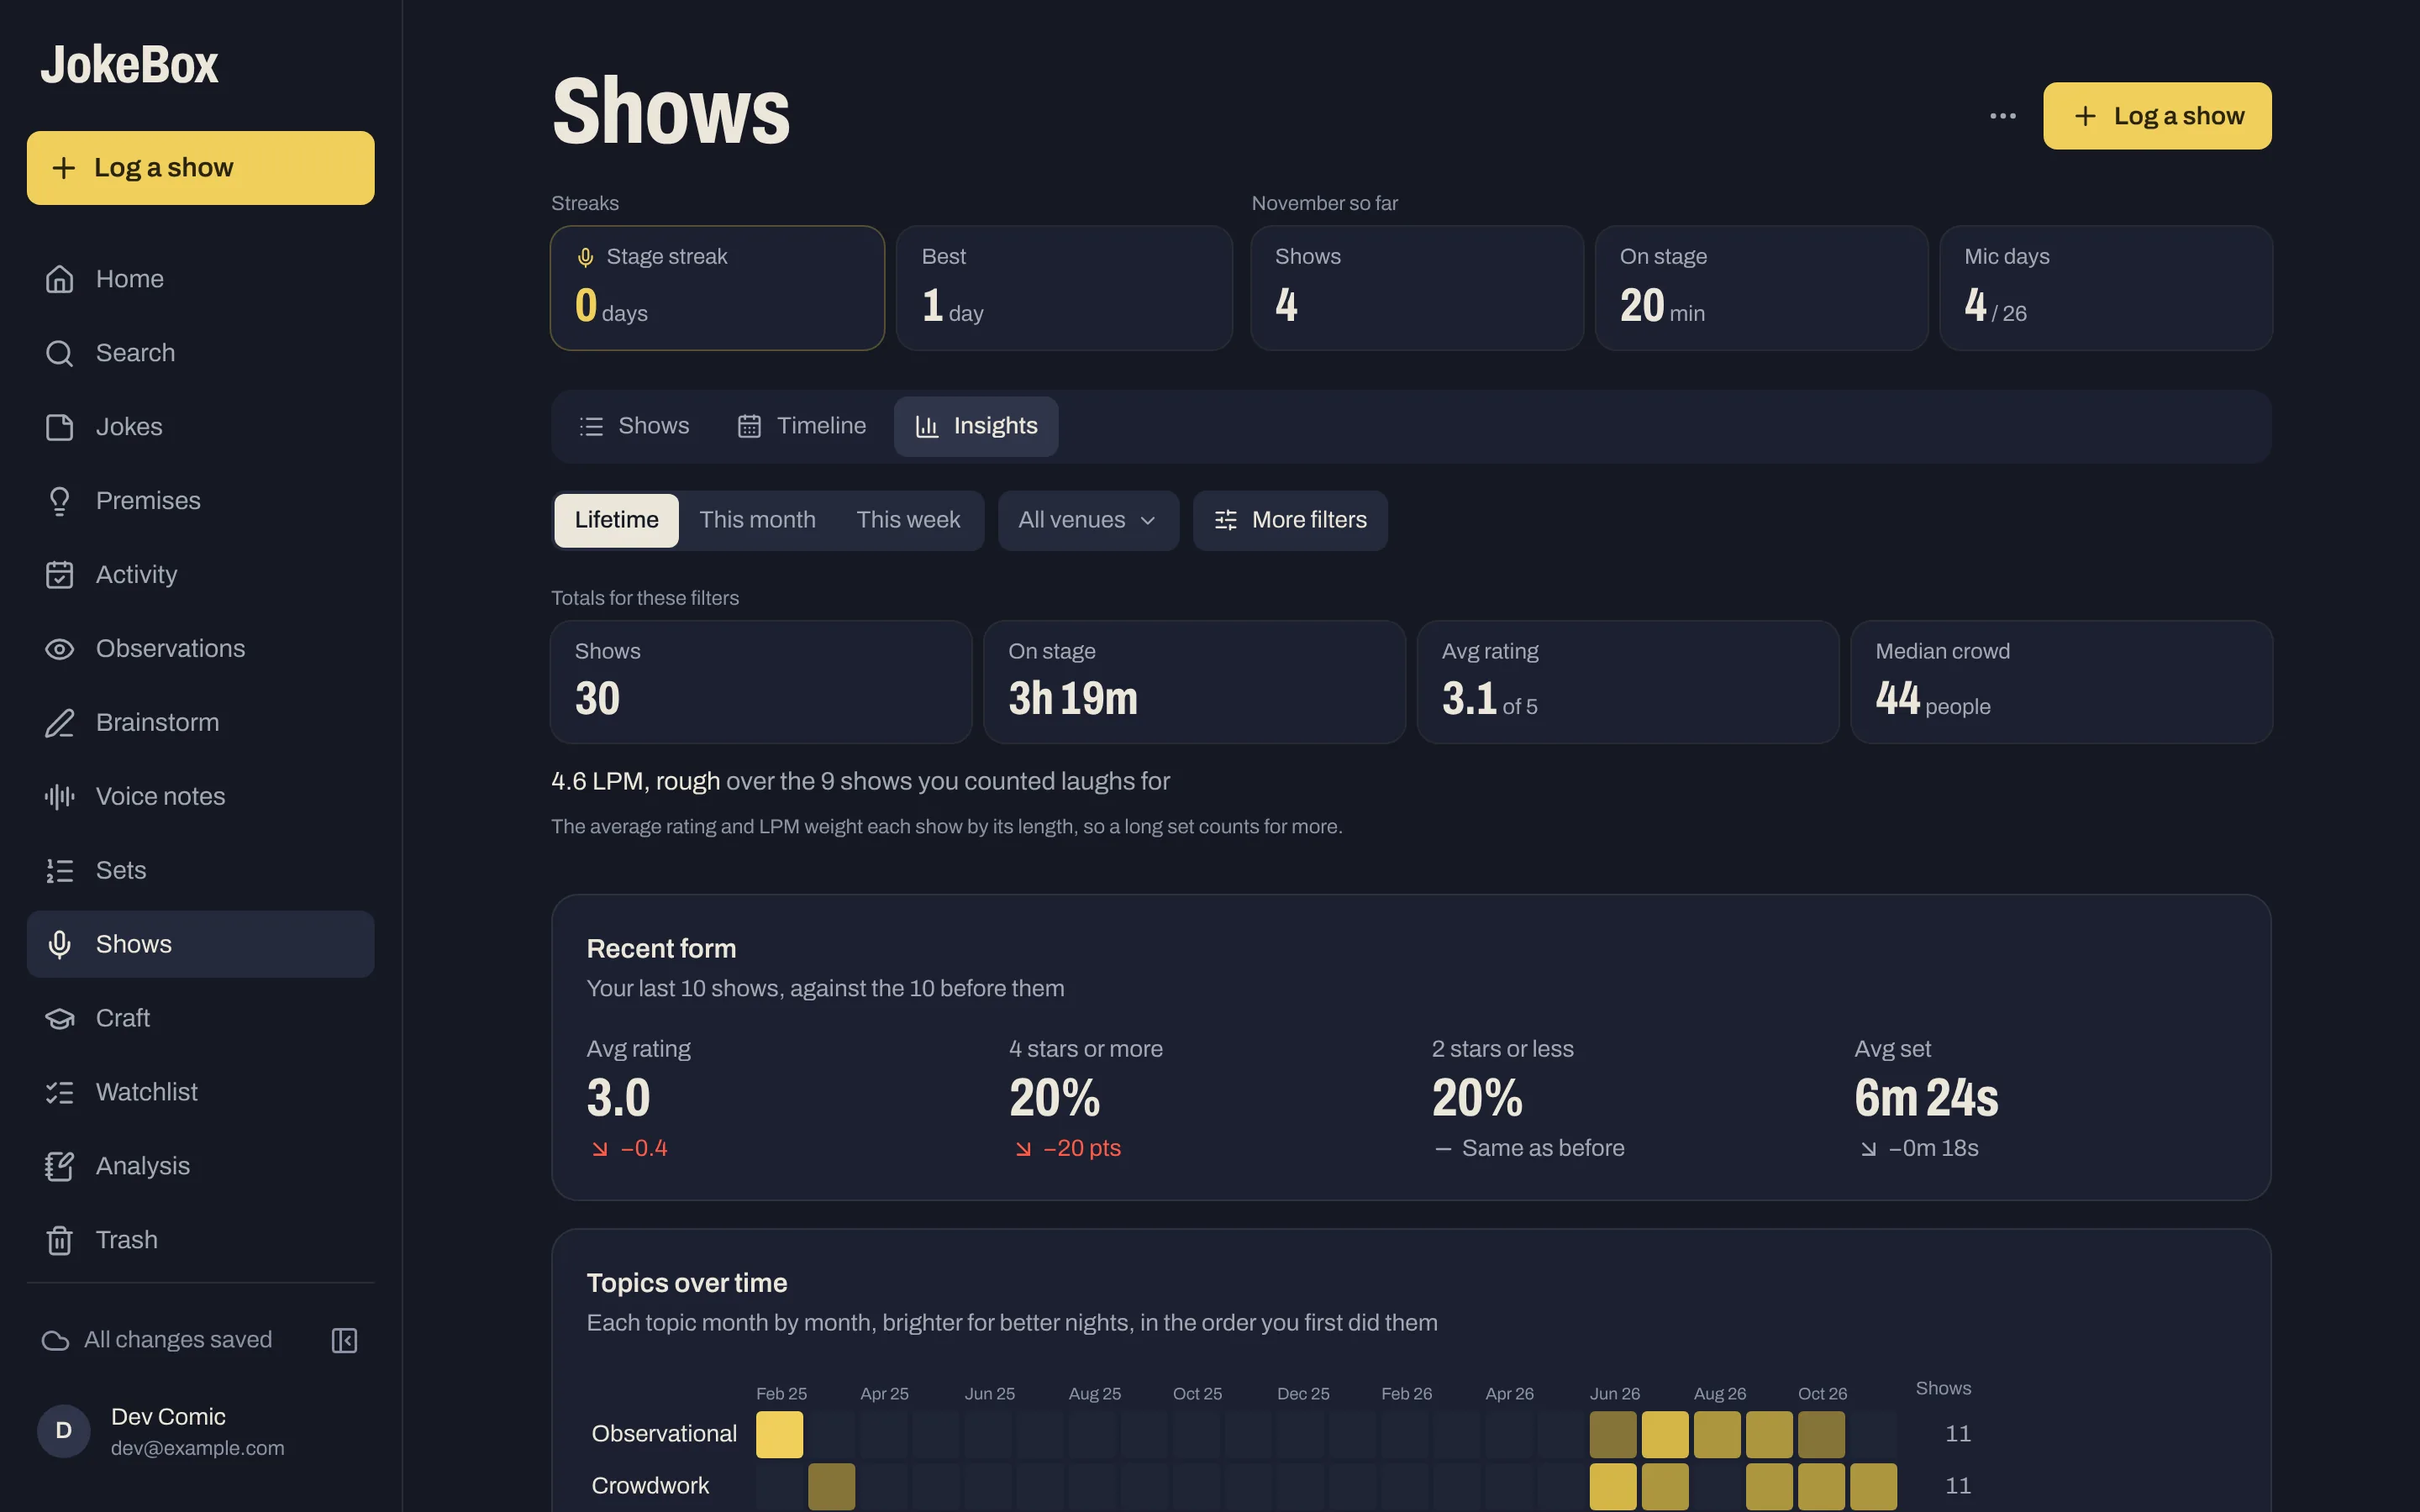 JokeBox
Log a show
Home
Search
Jokes
Premises
Activity
Observations
Brainstorm
Voice notes
Sets
Shows
Craft
Watchlist
Analysis
Trash
All changes saved
D
Dev Comic
dev@example.com
Shows
Log a show
Streaks
November so far
Stage streak
0 days
Best
1 day
Shows
4
On stage
20 min
Mic days
4 / 26
Shows
Timeline
Insights
Lifetime
This month
This week
All venues
More filters
Totals for these filters
Shows
30
On stage
3h 19m
Avg rating
3.1 of 5
Median crowd
44 people
4.6 LPM, rough over the 9 shows you counted laughs for
The average rating and LPM weight each show by its length, so a long set counts for more.
Recent form
Your last 10 shows, against the 10 before them
Avg rating
3.0
−0.4
4 stars or more
20%
−20 pts
2 stars or less
20%
Same as before
Avg set
6m 24s
−0m 18s
Topics over time
Each topic month by month, brighter for better nights, in the order you first did them
Feb 25 Apr 25 Jun 25 Aug 25 Oct 25 Dec 25 Feb 26 Apr 26 Jun 26 Aug 26 Oct 26 Shows
Observational 11
Crowdwork 11